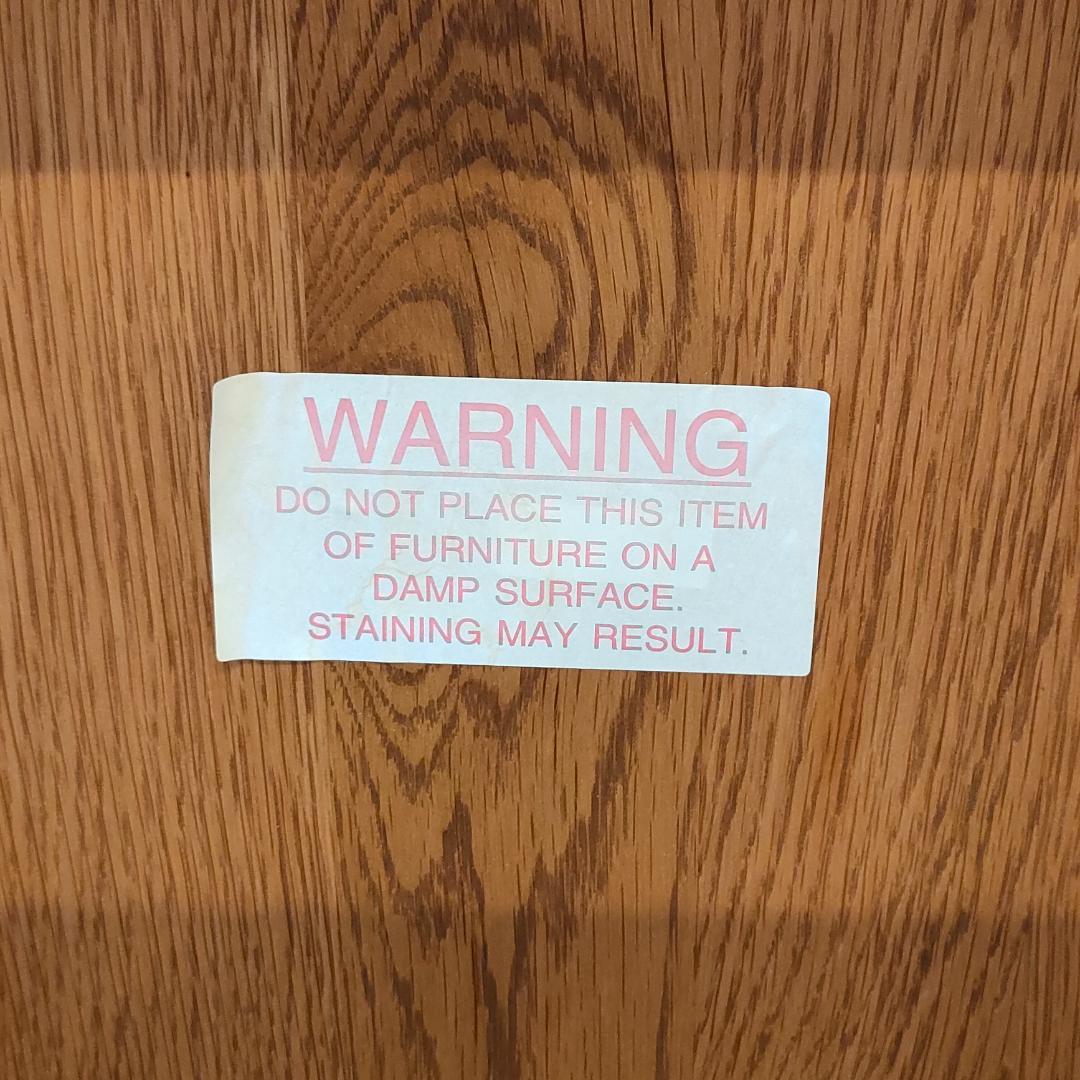 WARNING
DO NOT PLACE THIS ITEM
OF FURNITURE ON A
DAMP SURFACE.
STAINING MAY RESULT.